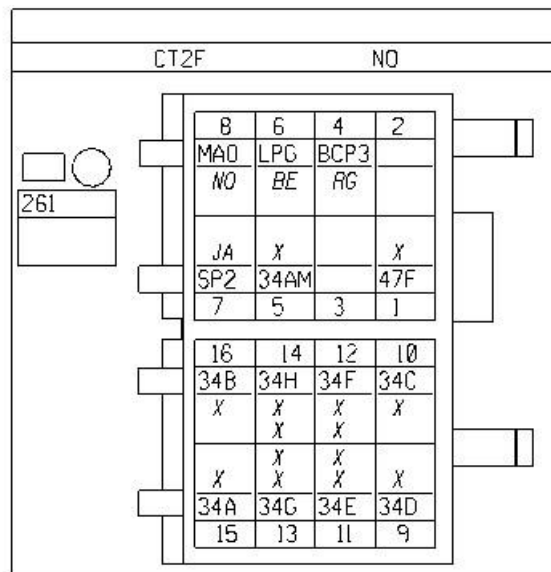 CT2F NO
8 6 4 2
MAO LPG BCP3
NO BE RG
261
JA X X
SP2 34AM 47F
7 5 3 1
16 14 12 10
34B 34H 34F 34C
X X X X
X X
X X
X X X X
34A 34G 34E 34D
15 13 11 9